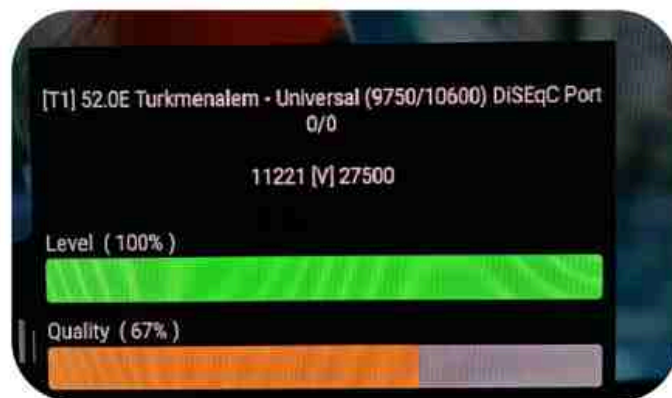 [T1] 52.0E Turkmenalem - Universal (9750/10600) DiSEqC Port
0/0
11221 [V] 27500
Level ( 100% )
Quality ( 67% )